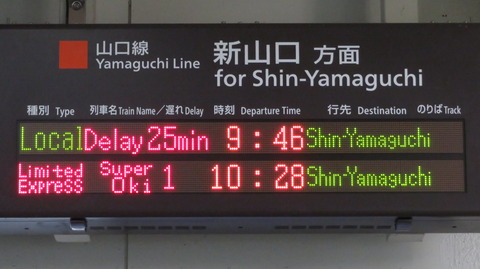 山口線
Yamaguchi Line
新山口 方面
for Shin-Yamaguchi
種別 Type 列車名 Train Name／遅れ Delay 時刻 Departure Time 行先 Destination のりば Track
Local Delay 25min 9:46 Shin-Yamaguchi
Limited Express Super Oki 1 10:28 Shin-Yamaguchi